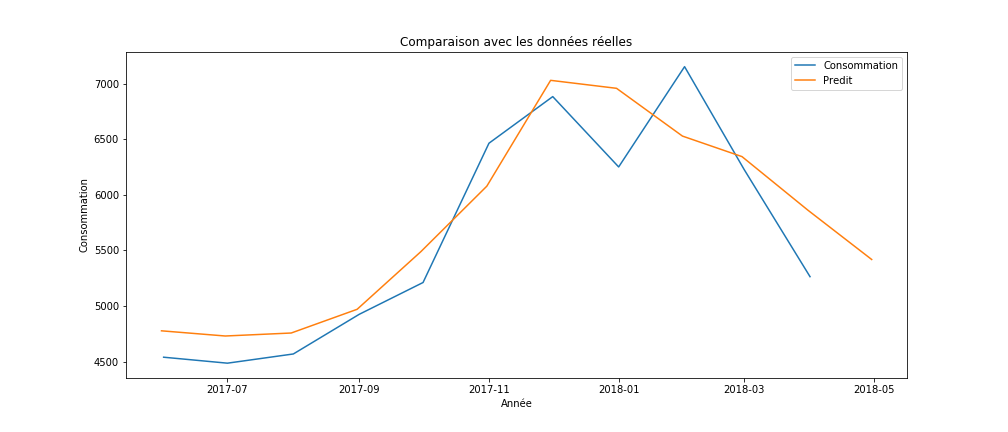 Comparaison avec les données réelles
Consommation
Predit
7000
6500
6000
5500
5000
4500
Consommation
2017-07
2017-09
2017-11
2018-01
2018-03
2018-05
Année